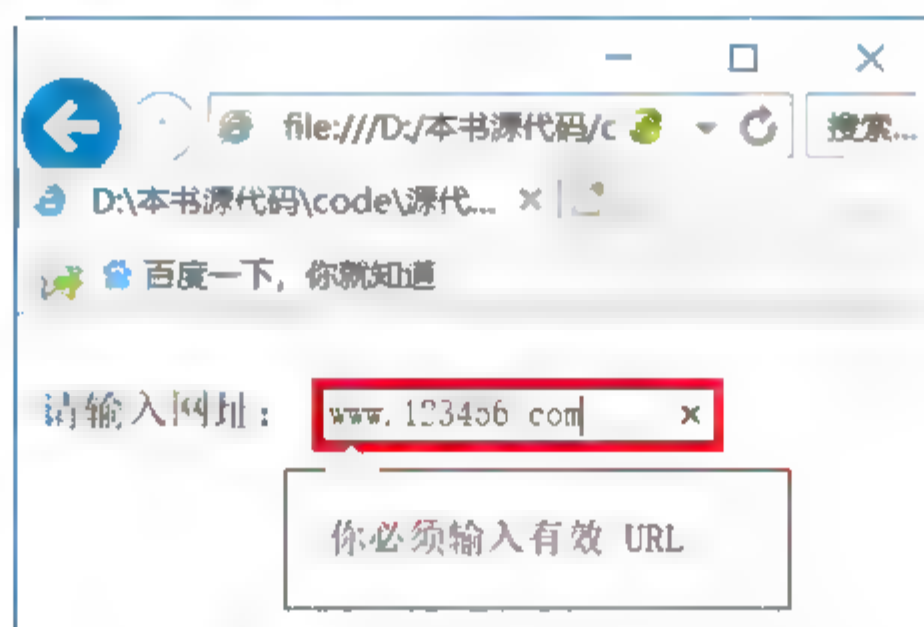 file:///D:/本书源代码/c
搜索...
D:\本书源代码\code\源代...
百度一下，你就知道
请输入网址：
www.123456 com
你必须输入有效 URL